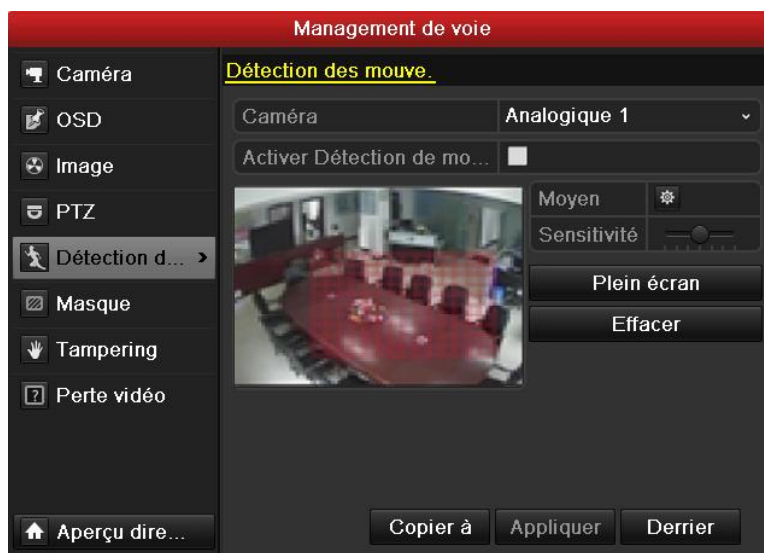 Management de voie
Caméra
OSD
Image
PTZ
Détection d...
Masque
Tampering
Perte vidéo
Aperçu dire...
Détection des mouve.
Caméra Analogique 1
Activer Détection de mo...
Moyen
Sensitivité
Plein écran
Effacer
Copier à Appliquer Derrier